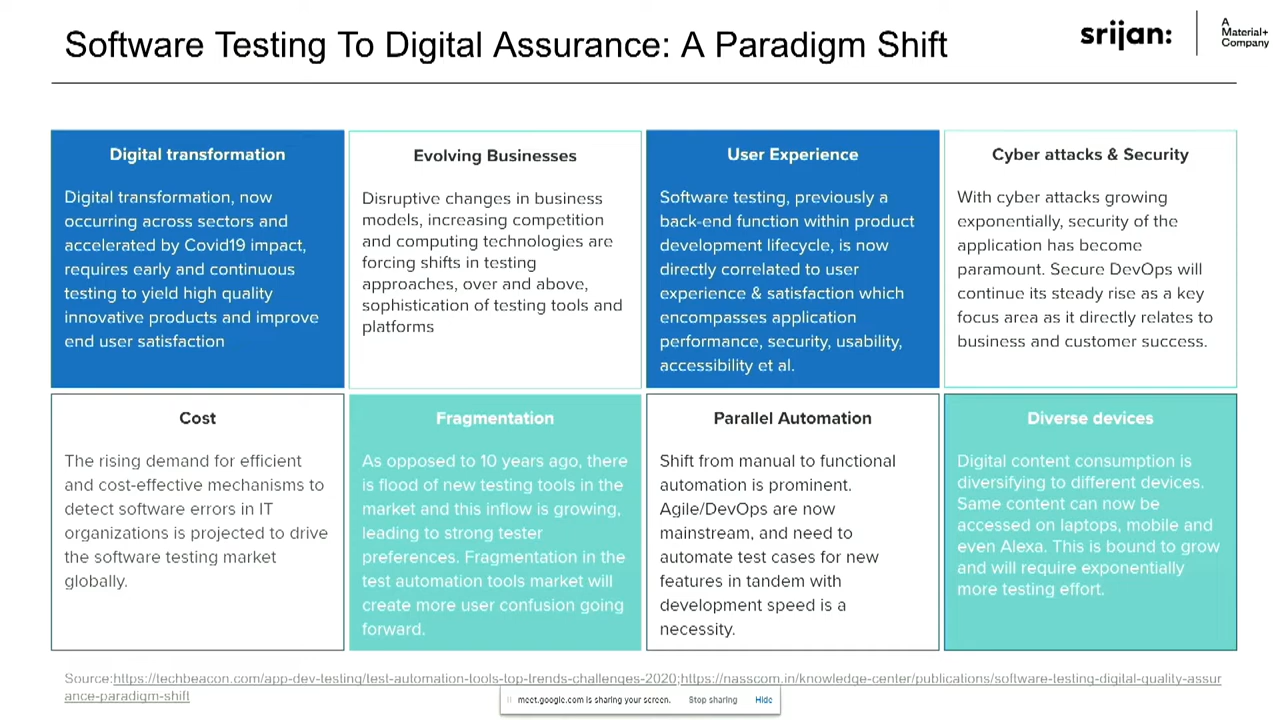 Software Testing To Digital Assurance: A Paradigm Shift
srijan:
A
Material+
Company
Digital transformation
Digital transformation, now
occurring across sectors and
accelerated by Covid19 impact,
requires early and continuous
testing to yield high quality
innovative products and improve
end user satisfaction
Evolving Businesses
Disruptive changes in business
models, increasing competition
and computing technologies are
forcing shifts in testing
approaches, over and above,
sophistication of testing tools and
platforms
User Experience
Software testing, previously a
back-end function within product
development lifecycle, is now
directly correlated to user
experience & satisfaction which
encompasses application
performance, security, usability,
accessibility et al.
Cyber attacks & Security
With cyber attacks growing
exponentially, security of the
application has become
paramount. Secure DevOps will
continue its steady rise as a key
focus area as it directly relates to
business and customer success.
Cost
The rising demand for efficient
and cost-effective mechanisms to
detect software errors in IT
organizations is projected to drive
the software testing market
globally.
Fragmentation
As opposed to 10 years ago, there
is flood of new testing tools in the
market and this inflow is growing,
leading to strong tester
preferences. Fragmentation in the
test automation tools market will
create more user confusion going
forward.
Parallel Automation
Shift from manual to functional
automation is prominent.
Agile/DevOps are now
mainstream, and need to
automate test cases for new
features in tandem with
development speed is a
necessity.
Diverse devices
Digital content consumption is
diversifying to different devices.
Same content can now be
accessed on laptops, mobile and
even Alexa. This is bound to grow
and will require exponentially
more testing effort.
Source:https://techbeacon.com/app-dev-testing/test-automation-tools-top-trends-challenges-2020;https://nasscom.in/knowledge-center/publications/software-testing-digital-quality-assur
ance-paradigm-shift
meet.google.com is sharing your screen. Stop sharing Hide